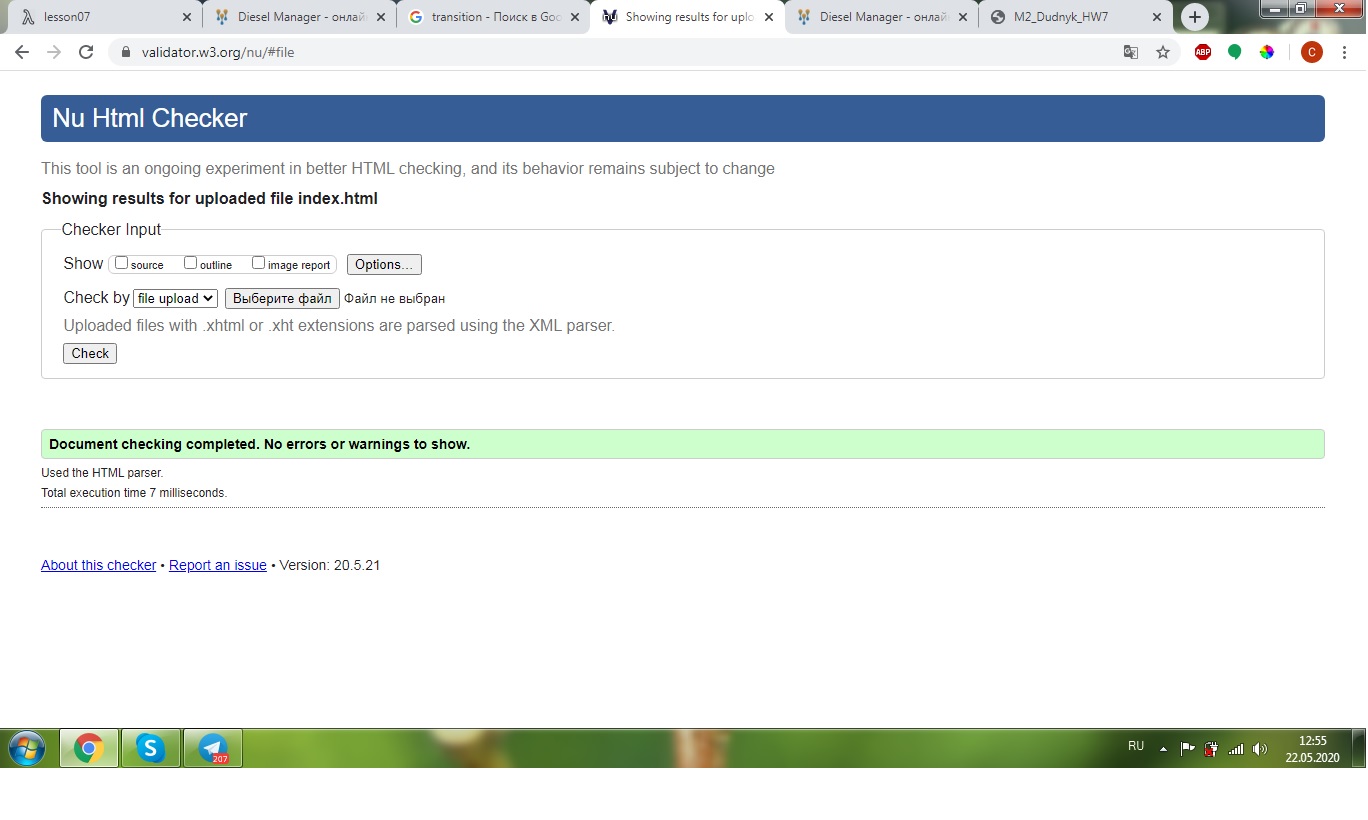 lesson07
Diesel Manager - онлай
transition - Поиск в Goo
Showing results for uplo
Diesel Manager - онлай
M2_Dudnyk_HW7
validator.w3.org/nu/#file
ABP
C
Nu Html Checker
This tool is an ongoing experiment in better HTML checking, and its behavior remains subject to change
Showing results for uploaded file index.html
Checker Input
Show source outline image report Options...
Check by file upload Выберите файл Файл не выбран
Uploaded files with .xhtml or .xht extensions are parsed using the XML parser.
Check
Document checking completed. No errors or warnings to show.
Used the HTML parser.
Total execution time 7 milliseconds.
About this checker • Report an issue • Version: 20.5.21
207
RU
12:55
22.05.2020